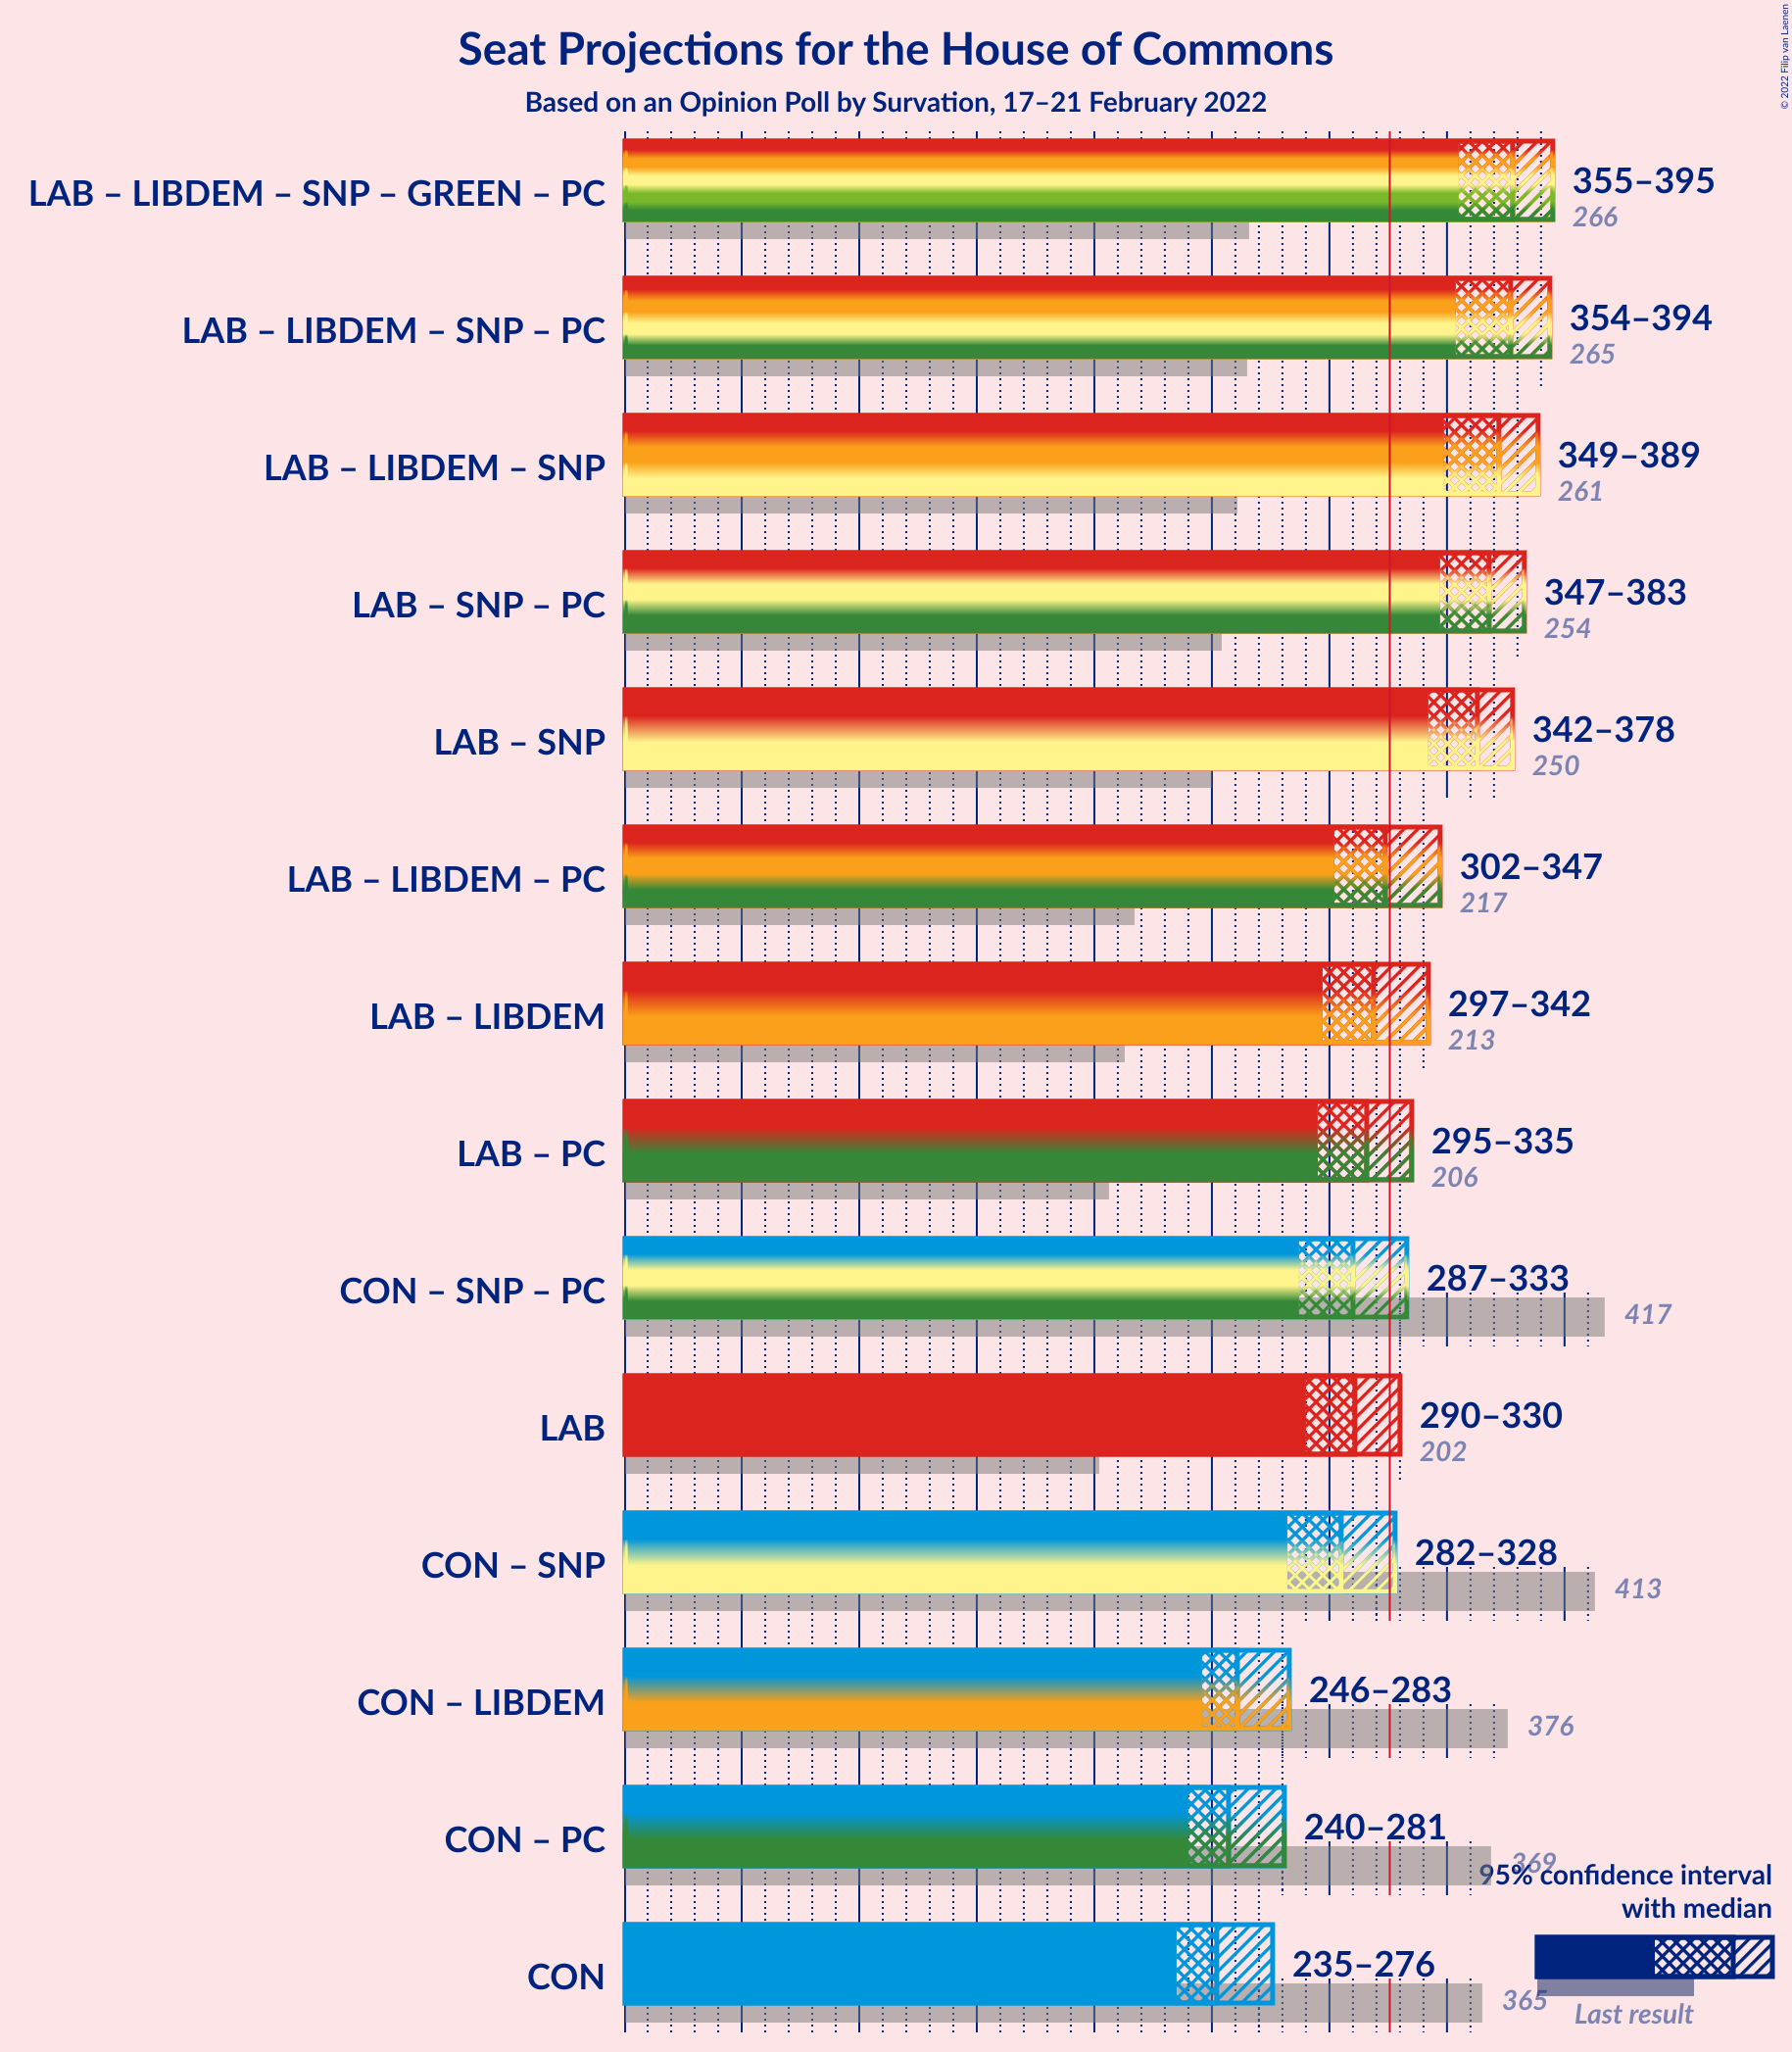 Seat Projections for the House of Commons
Based on an Opinion Poll by Survation, 17–21 February 2022
© 2022 Filip van Laenen
LAB – LIBDEM – SNP – GREEN – PC
355–395
266
LAB – LIBDEM – SNP – PC
354–394
265
LAB – LIBDEM – SNP
349–389
261
LAB – SNP – PC
347–383
254
LAB – SNP
342–378
250
LAB – LIBDEM – PC
302–347
217
LAB – LIBDEM
297–342
213
LAB – PC
295–335
206
CON – SNP – PC
287–333
417
LAB
290–330
202
CON – SNP
282–328
413
CON – LIBDEM
246–283
376
CON – PC
240–281
369
CON
235–276
365
95% confidence interval
with median
Last result